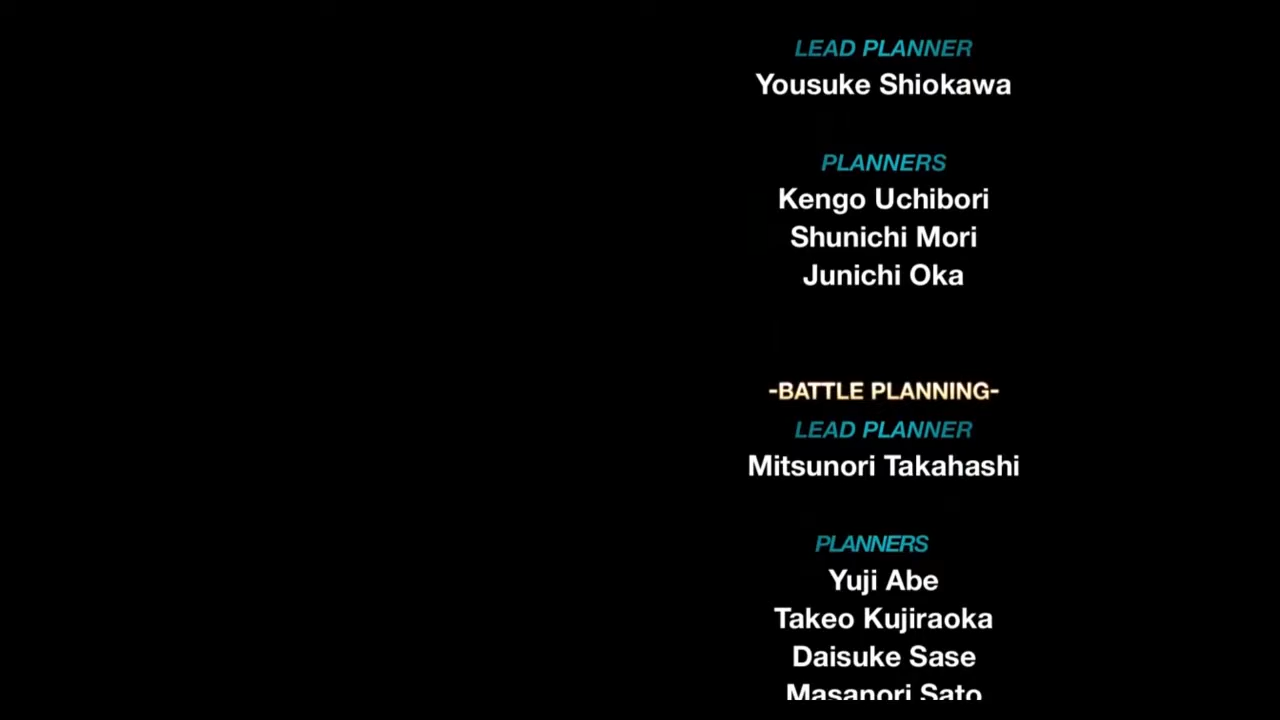 LEAD PLANNER
Yousuke Shiokawa
PLANNERS
Kengo Uchibori
Shunichi Mori
Junichi Oka
-BATTLE PLANNING-
LEAD PLANNER
Mitsunori Takahashi
PLANNERS
Yuji Abe
Takeo Kujiraoka
Daisuke Sase
Masanori Sato